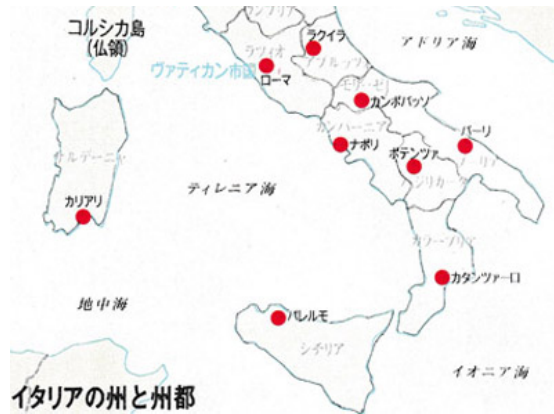 ウンブリア
コルシカ島
(仏領)
ラクイラ
アドリア海
ラツィオ
アブルッツォ
ヴァティカン市国
ローマ
モリーゼ
カンポバッソ
カンパーニア
バーリ
ナポリ
ポテンツァ
プーリア
サルデーニャ
バジリカータ
ティレニア海
カリアリ
カラーブリア
カタンツァーロ
地中海
パレルモ
シチリア
イオニア海
イタリアの州と州都